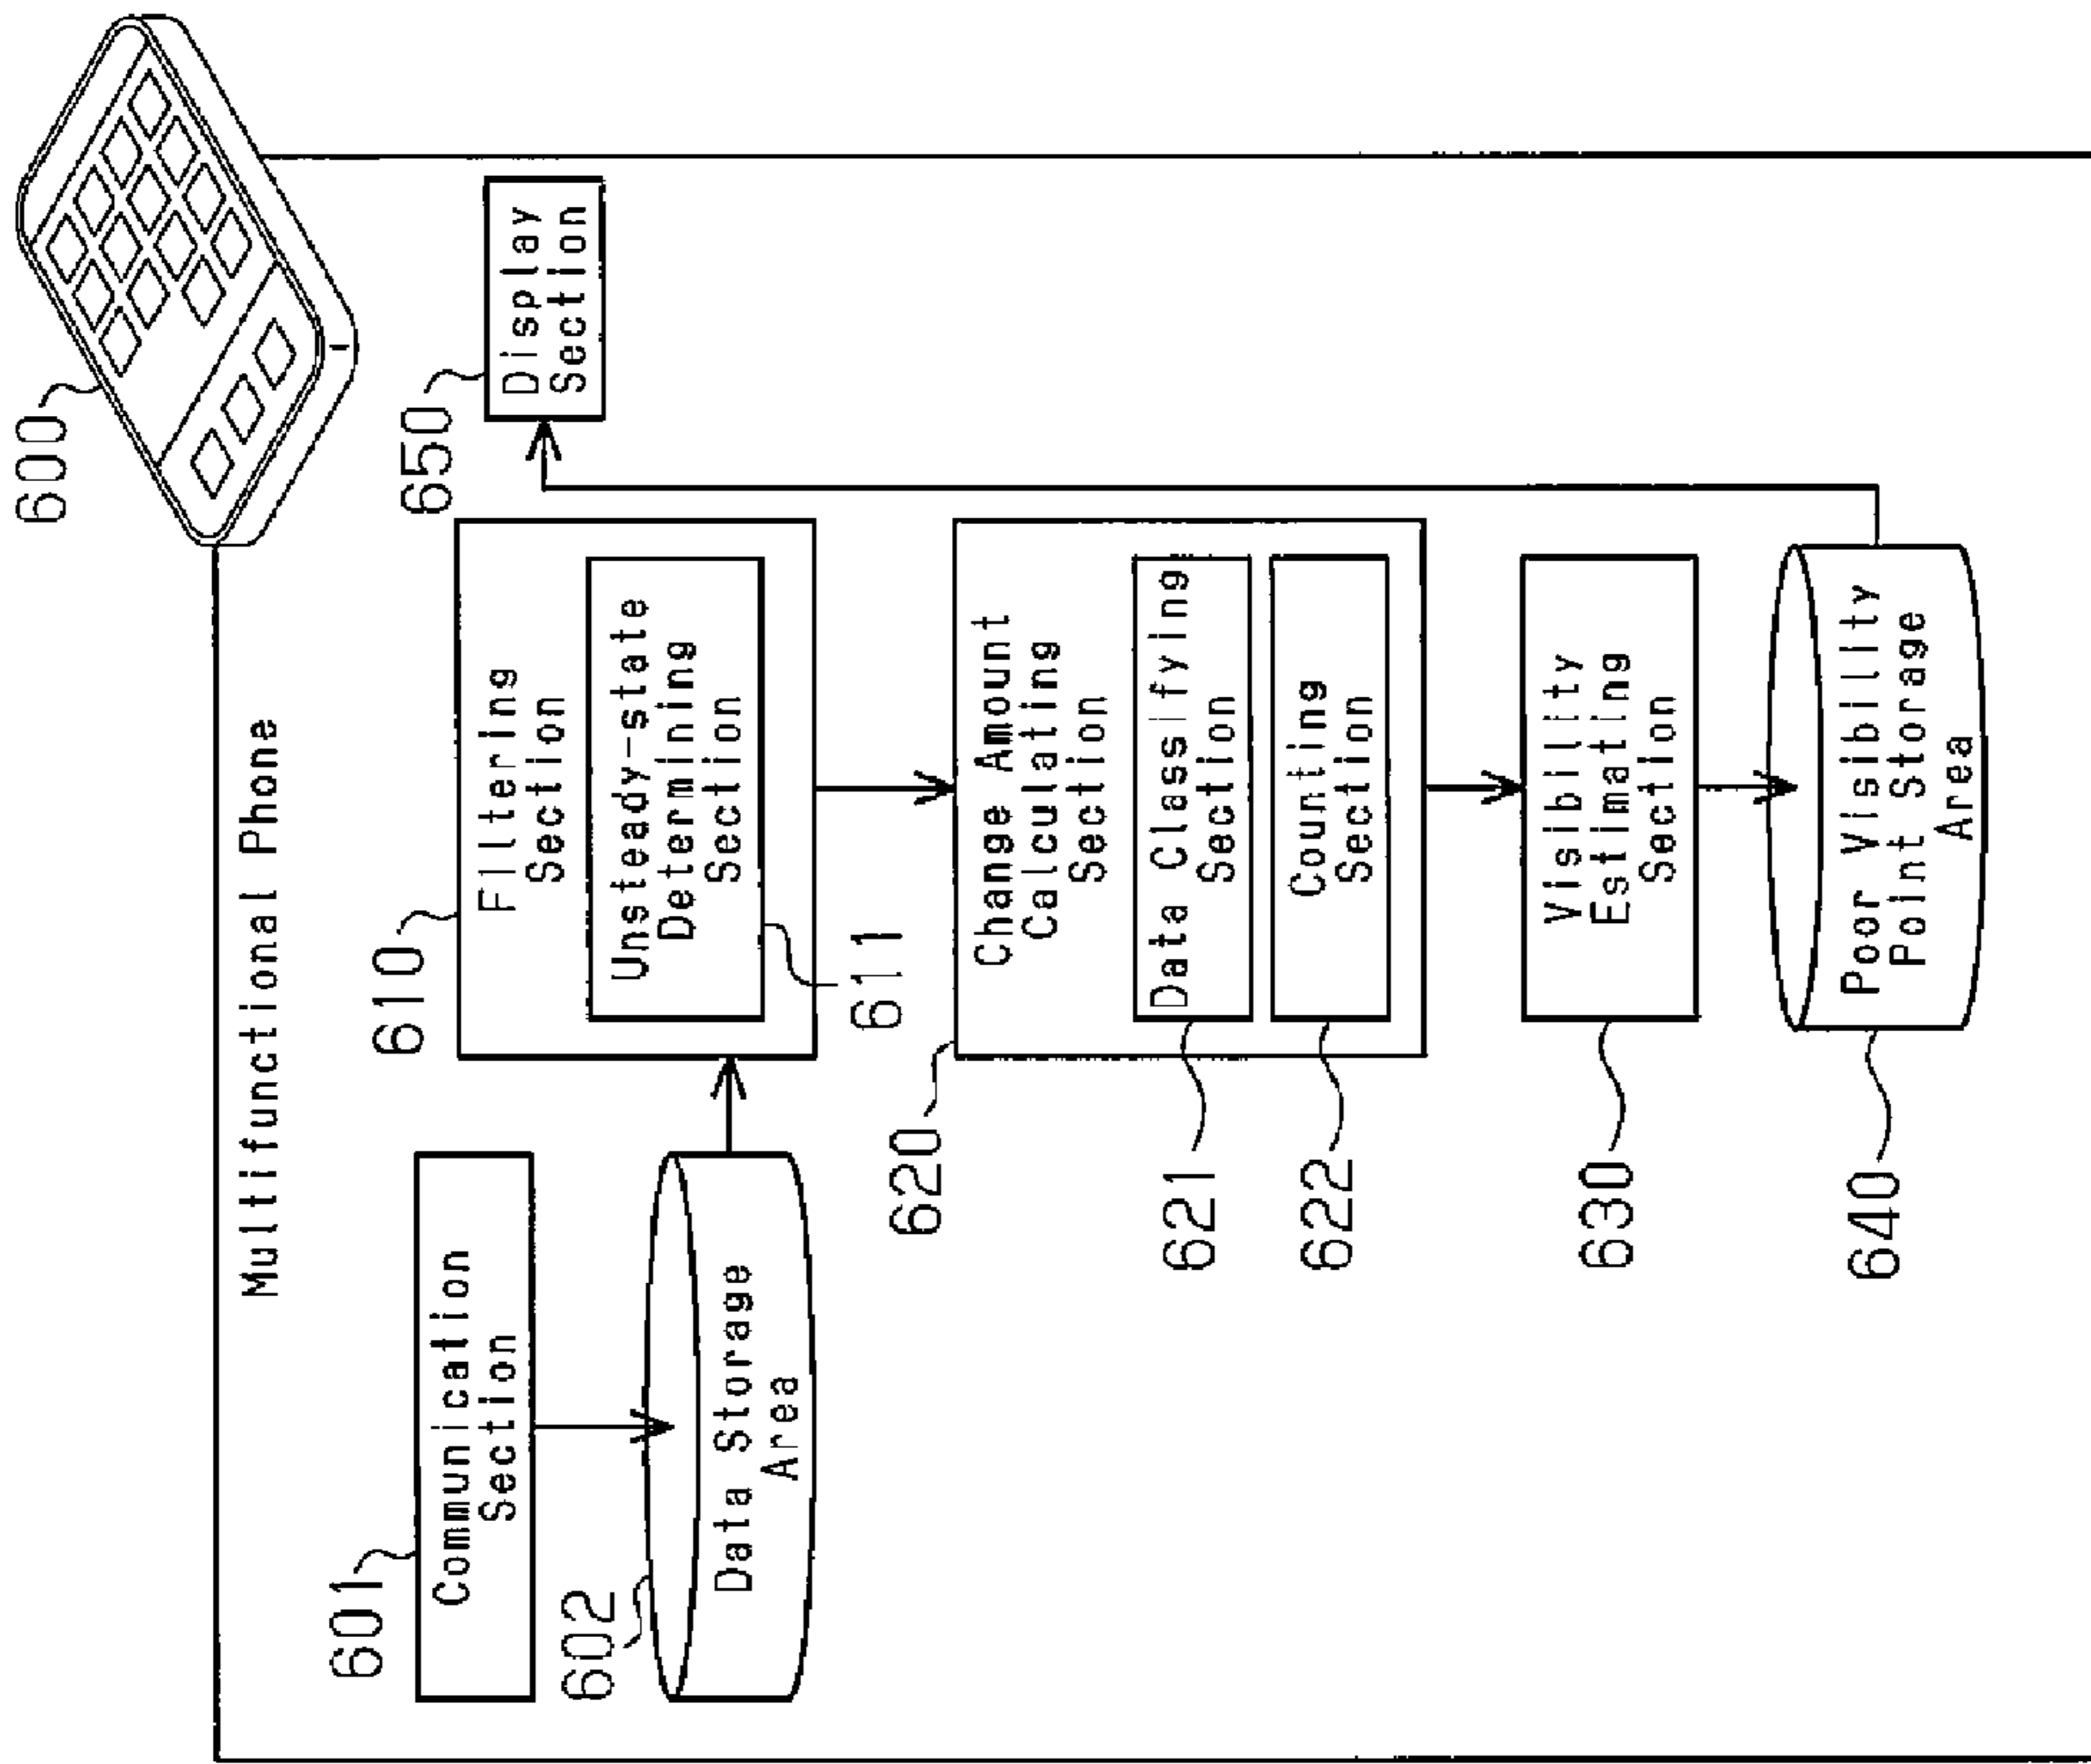 600
Multifunctional Phone
601
Communication
Section
602
Data Storage
Area
610
Filtering
Section
Unsteady-state
Determining
Section
611
650
Display
Section
620
Change Amount
Calculating
Section
621
Data Classifying
Section
622
Counting
Section
630
Visibility
Estimating
Section
640
Poor Visibility
Point Storage
Area